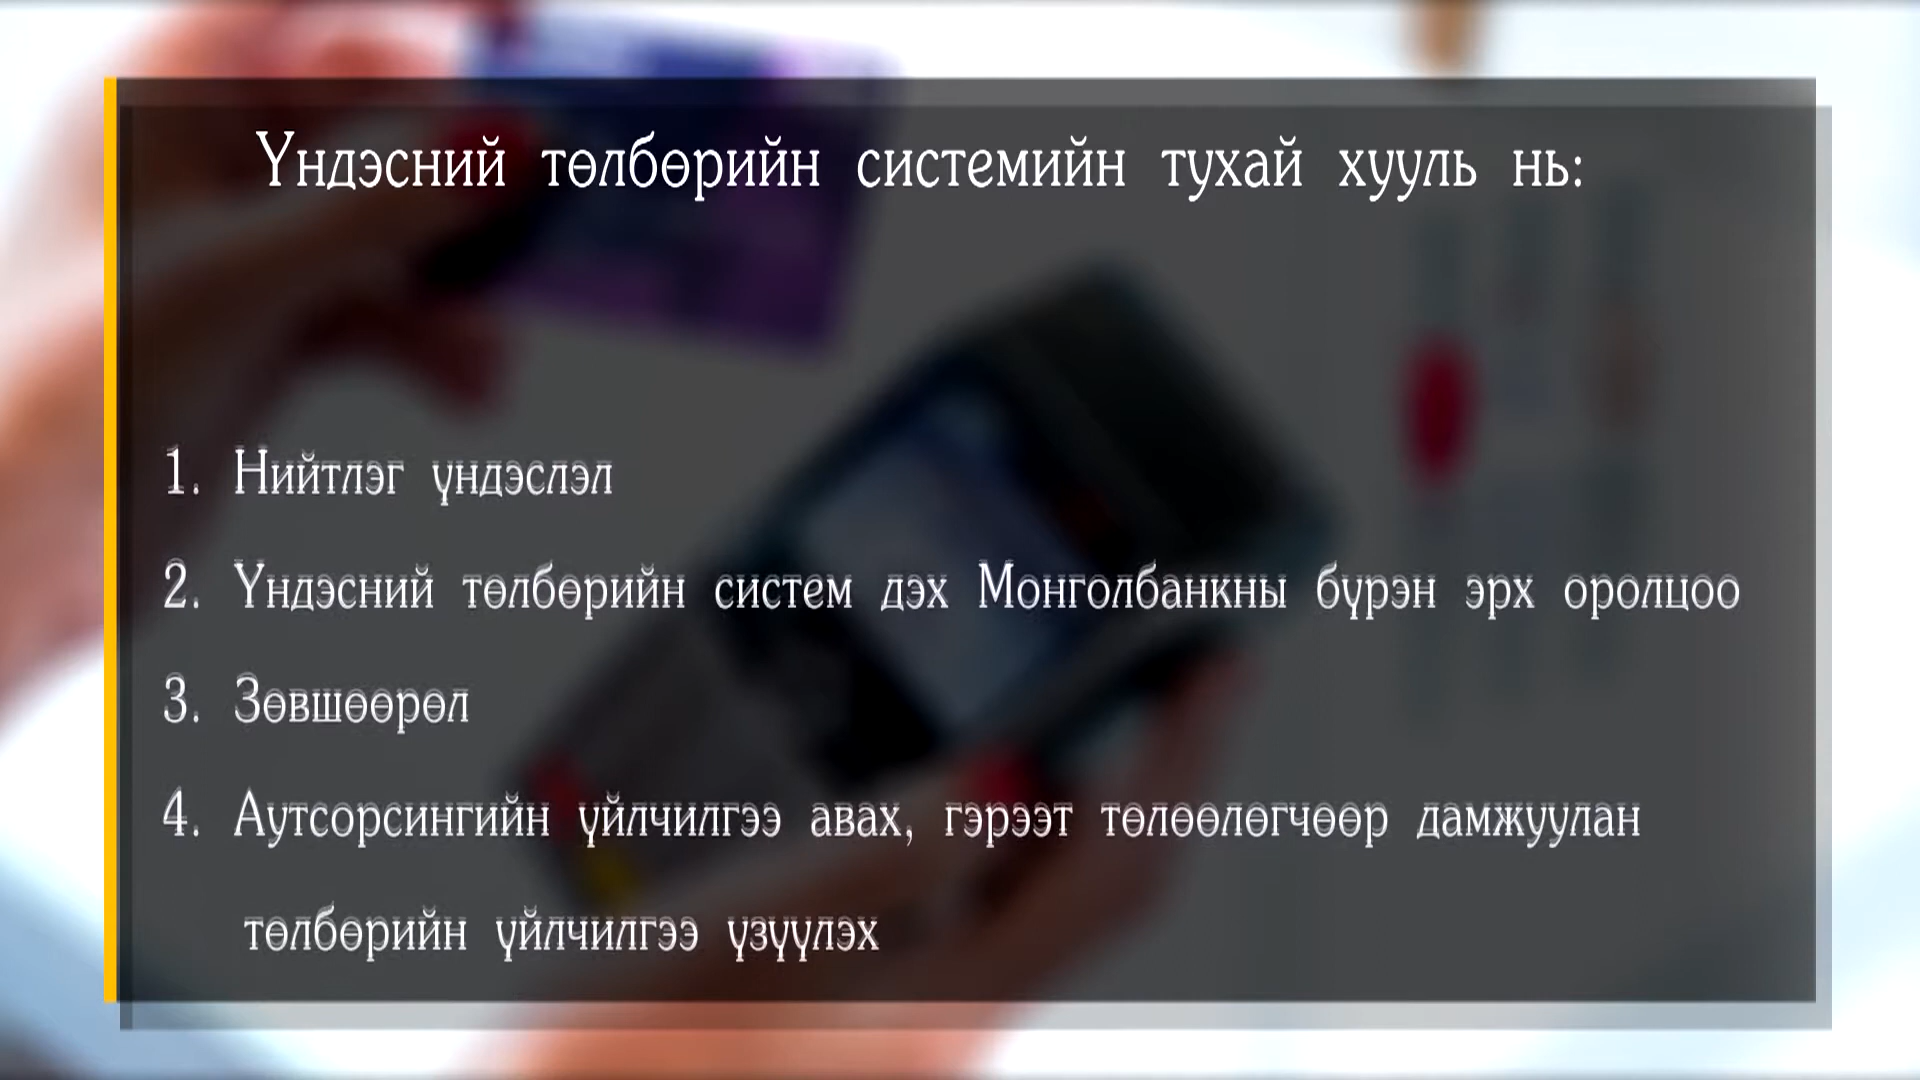 Үндэсний төлбөрийн системийн тухай хууль нь:
1. Нийтлэг үндэслэл
2. Үндэсний төлбөрийн систем дэх Монголбанкны бүрэн эрх оролцоо
3. Зөвшөөрөл
4. Аутсорсингийн үйлчилгээ авах, гэрээт төлөөлөгчөөр дамжуулан
төлбөрийн үйлчилгээ үзүүлэх